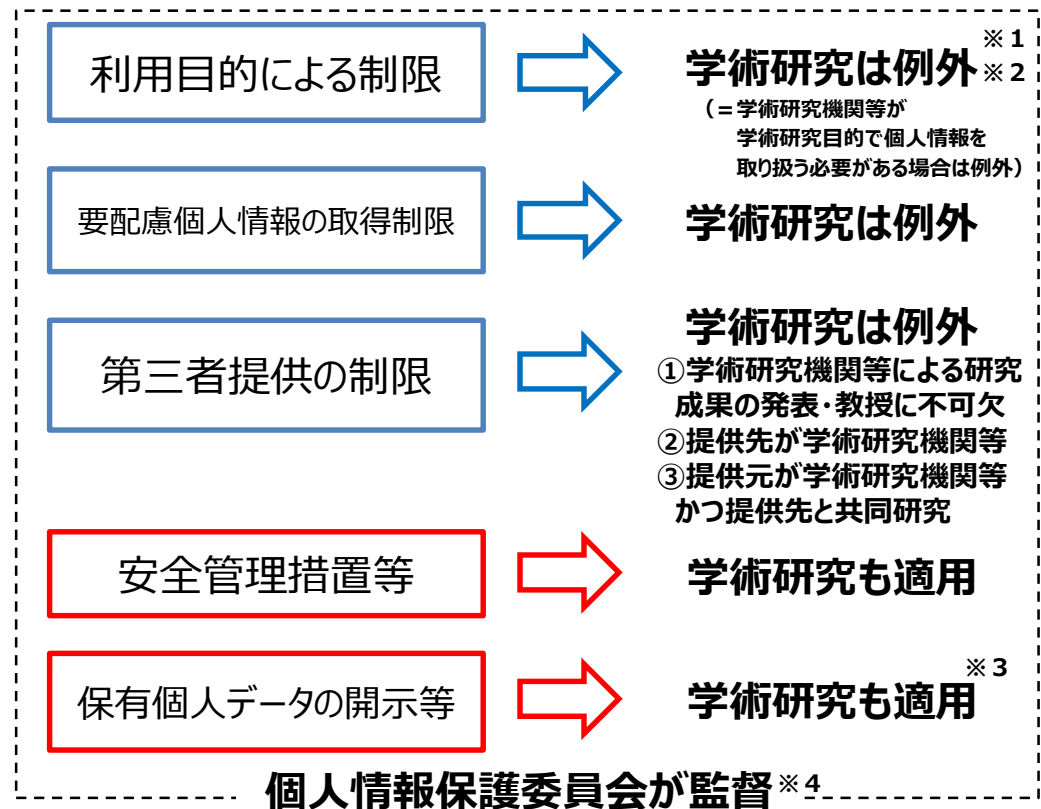 利用目的による制限
学術研究は例外※1 ※2
(＝学術研究機関等が
学術研究目的で個人情報を
取り扱う必要がある場合は例外)
要配慮個人情報の取得制限
学術研究は例外
第三者提供の制限
学術研究は例外
①学術研究機関等による研究
成果の発表・教授に不可欠
②提供先が学術研究機関等
③提供元が学術研究機関等
かつ提供先と共同研究
安全管理措置等
学術研究も適用
保有個人データの開示等
学術研究も適用※3
個人情報保護委員会が監督※4